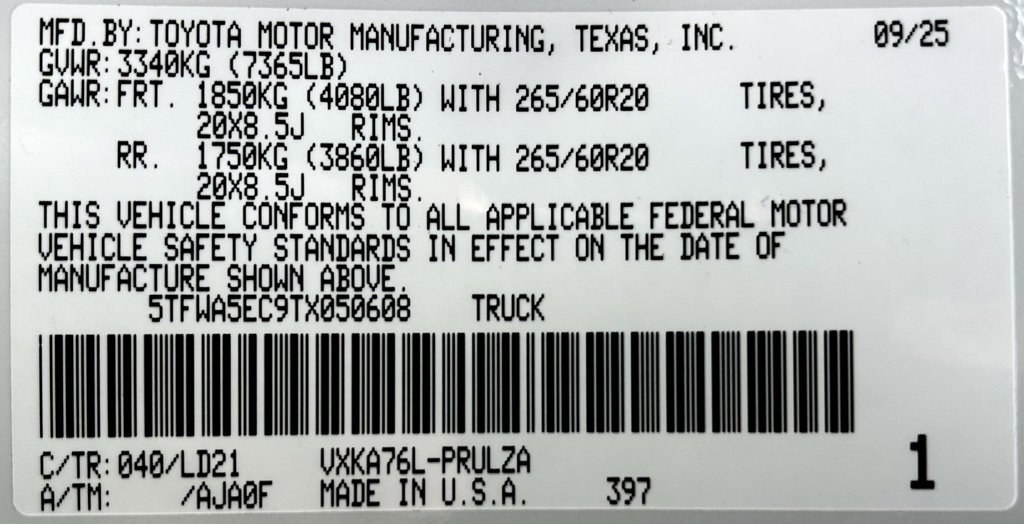 MFD.BY: TOYOTA MOTOR MANUFACTURING, TEXAS, INC. 09/25
GVWR: 3340KG (7365LB)
GAWR: FRT. 1850KG (4080LB) WITH 265/60R20 TIRES,
20X8.5J RIMS.
RR. 1750KG (3860LB) WITH 265/60R20 TIRES,
20X8.5J RIMS.
THIS VEHICLE CONFORMS TO ALL APPLICABLE FEDERAL MOTOR
VEHICLE SAFETY STANDARDS IN EFFECT ON THE DATE OF
MANUFACTURE SHOWN ABOVE.
5TFWA5EC9TX050608 TRUCK
C/TR: 040/LD21 VXKA76L-PRULZA
A/TM: /AJA0F MADE IN U.S.A. 397
1